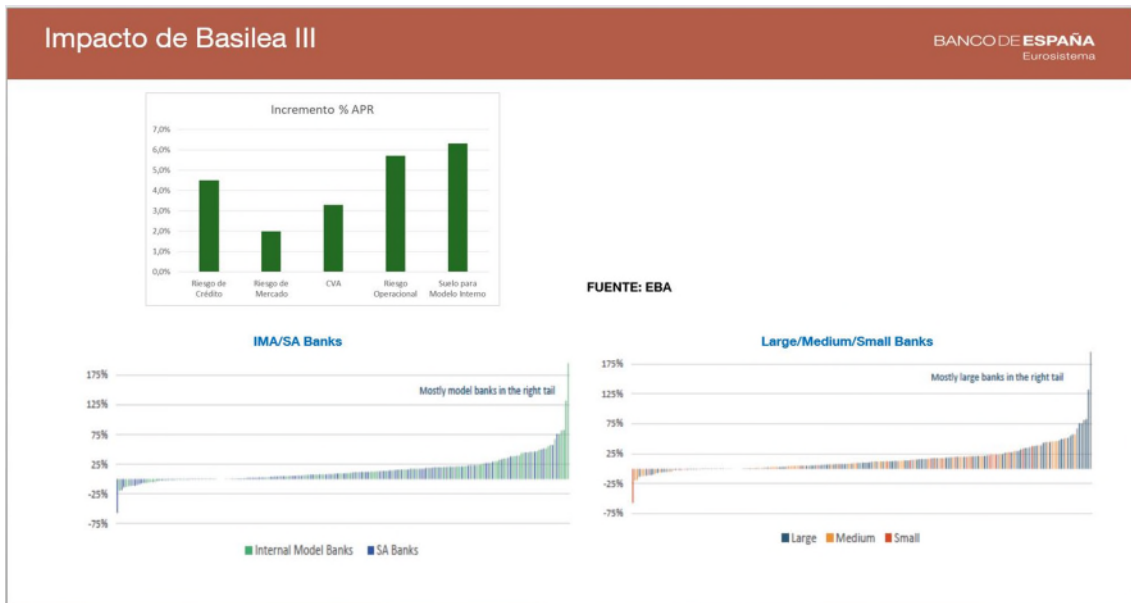 Impacto de Basilea III
BANCO DE ESPAÑA
Eurosistema
Incremento % APR
7,0%
6,0%
5,0%
4,0%
3,0%
2,0%
1,0%
0,0%
Riesgo de Crédito
Riesgo de Mercado
CVA
Riesgo Operacional
Suelo para Modelo Interno
FUENTE: EBA
IMA/SA Banks
175%
125%
75%
25%
-25%
-75%
Mostly model banks in the right tail
Internal Model Banks
SA Banks
Large/Medium/Small Banks
175%
125%
75%
25%
-25%
-75%
Mostly large banks in the right tail
Large
Medium
Small